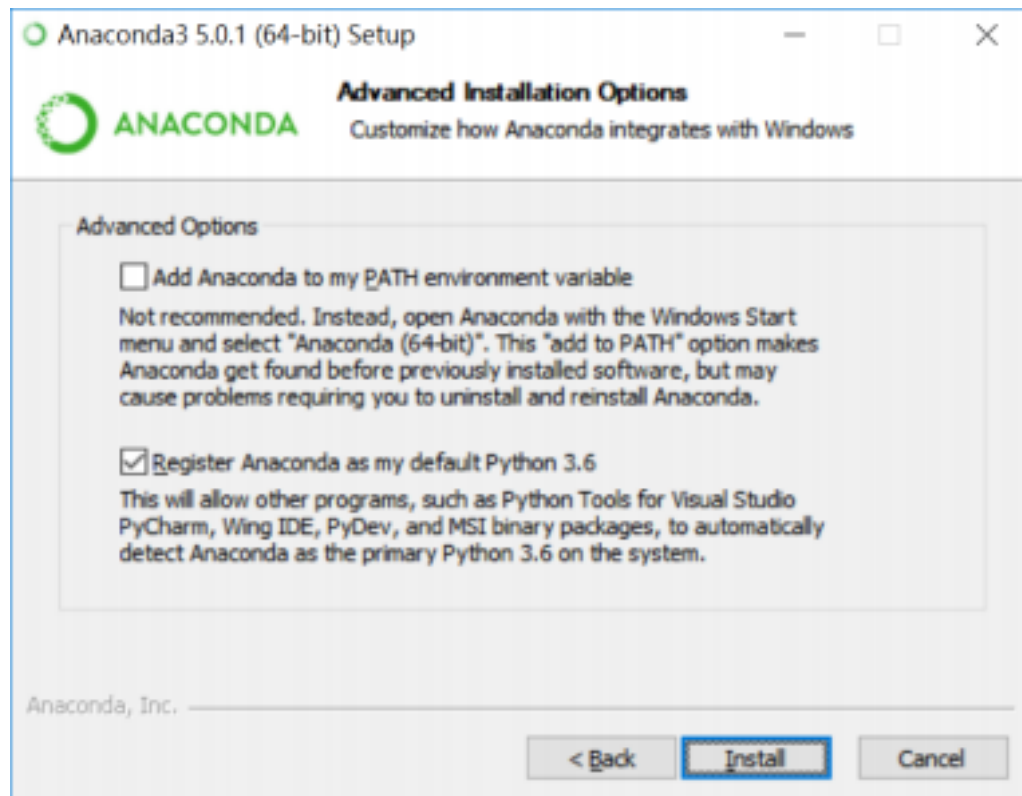 Anaconda3 5.0.1 (64-bit) Setup
ANACONDA
Advanced Installation Options
Customize how Anaconda integrates with Windows
Advanced Options
Add Anaconda to my PATH environment variable
Not recommended. Instead, open Anaconda with the Windows Start
menu and select "Anaconda (64-bit)". This "add to PATH" option makes
Anaconda get found before previously installed software, but may
cause problems requiring you to uninstall and reinstall Anaconda.
Register Anaconda as my default Python 3.6
This will allow other programs, such as Python Tools for Visual Studio
PyCharm, Wing IDE, PyDev, and MSI binary packages, to automatically
detect Anaconda as the primary Python 3.6 on the system.
Anaconda, Inc.
< Back Install Cancel